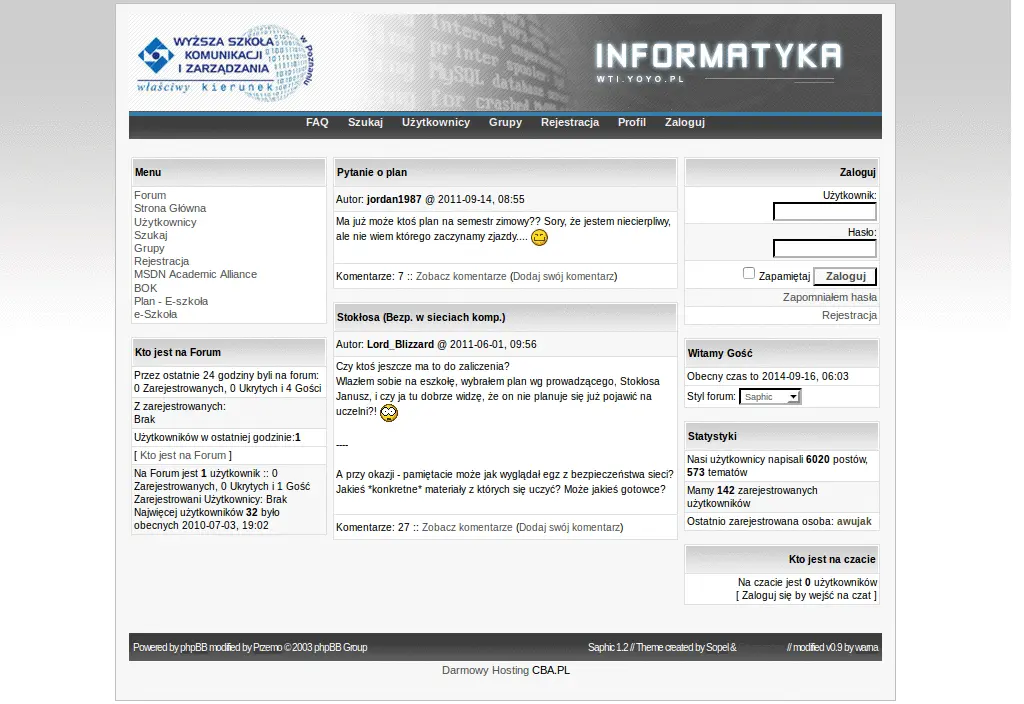 WYŻSZA SZKOŁA
KOMUNIKACJI
I ZARZĄDZANIA
w Poznaniu
właściwy kierunek
Internet
printer
MySQL database
for crashed
INFORMATYKA
WTI.YOYO.PL
FAQ Szukaj Użytkownicy Grupy Rejestracja Profil Zaloguj
Menu
Forum
Strona Główna
Użytkownicy
Szukaj
Grupy
Rejestracja
MSDN Academic Alliance
BOK
Plan - E-szkoła
e-Szkoła
Kto jest na Forum
Przez ostatnie 24 godziny byli na forum:
0 Zarejestrowanych, 0 Ukrytych i 4 Gości
Z zarejestrowanych:
Brak
Użytkowników w ostatniej godzinie:1
[ Kto jest na Forum ]
Na Forum jest 1 użytkownik :: 0
Zarejestrowanych, 0 Ukrytych i 1 Gość
Zarejestrowani Użytkownicy: Brak
Najwięcej użytkowników 32 było
obecnych 2010-07-03, 19:02
Pytanie o plan
Autor: jordan1987 @ 2011-09-14, 08:55
Ma już może ktoś plan na semestr zimowy?? Sory, że jestem niecierpliwy,
ale nie wiem którego zaczynamy zjazdy....
Komentarze: 7 :: Zobacz komentarze (Dodaj swój komentarz)
Stokłosa (Bezp. w sieciach komp.)
Autor: Lord_Blizzard @ 2011-06-01, 09:56
Czy ktoś jeszcze ma to do zaliczenia?
Wazłem sobie na eszkołę, wybrałem plan wg prowadzącego, Stokłosa
Janusz, i czy ja tu dobrze widzę, że on nie planuje się już pojawić na
uczelni?!
----
A przy okazji - pamiętacie może jak wyglądał egz z bezpieczeństwa sieci?
Jakieś *konkretne* materiały z których się uczyć? Może jakieś gotowce?
Komentarze: 27 :: Zobacz komentarze (Dodaj swój komentarz)
Zaloguj
Użytkownik:
Hasło:
Zapamiętaj Zaloguj
Zapomniałem hasła
Rejestracja
Witamy Gość
Obecny czas to 2014-09-16, 06:03
Styl forum: Saphic
Statystyki
Nasi użytkownicy napisali 6020 postów,
573 tematów
Mamy 142 zarejestrowanych
użytkowników
Ostatnio zarejestrowana osoba: awujak
Kto jest na czacie
Na czacie jest 0 użytkowników
[ Zaloguj się by wejść na czat ]
Powered by phpBB modified by Przemo © 2003 phpBB Group
Saphic 1.2 // Theme created by Sopel & // modified v0.9 by warna
Darmowy Hosting CBA.PL